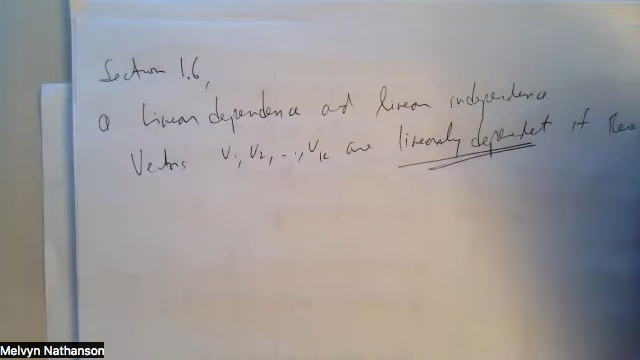 Section 1.6,
Linear dependence and linear independence
Vectors v₁, v₂, ..., vₖ are linearly dependent if there
Melvyn Nathanson